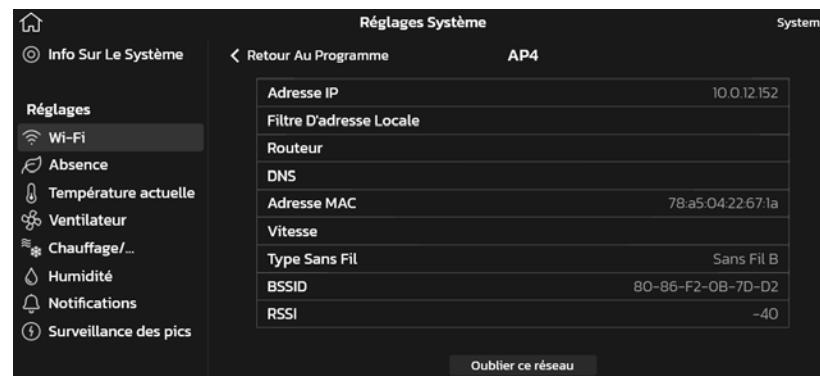 Réglages Système
System
Info Sur Le Système
Réglages
Wi-Fi
Absence
Température actuelle
Ventilateur
Chauffage/...
Humidité
Notifications
Surveillance des pics
Retour Au Programme
AP4
Adresse IP 10.0.12.152
Filtre D'adresse Locale
Routeur
DNS
Adresse MAC 78:a5:04:22:67:1a
Vitesse
Type Sans Fil Sans Fil B
BSSID 80-86-F2-0B-7D-D2
RSSI -40
Oublier ce réseau